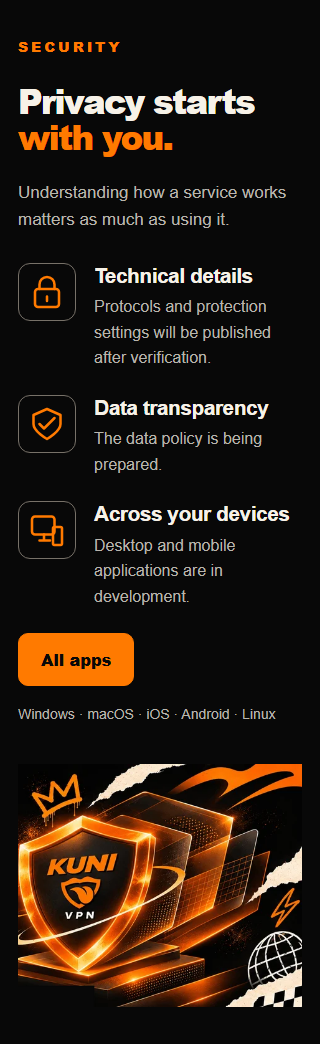 SECURITY
Privacy starts
with you.
Understanding how a service works
matters as much as using it.
Technical details
Protocols and protection
settings will be published
after verification.
Data transparency
The data policy is being
prepared.
Across your devices
Desktop and mobile
applications are in
development.
All apps
Windows · macOS · iOS · Android · Linux
KUNI
VPN